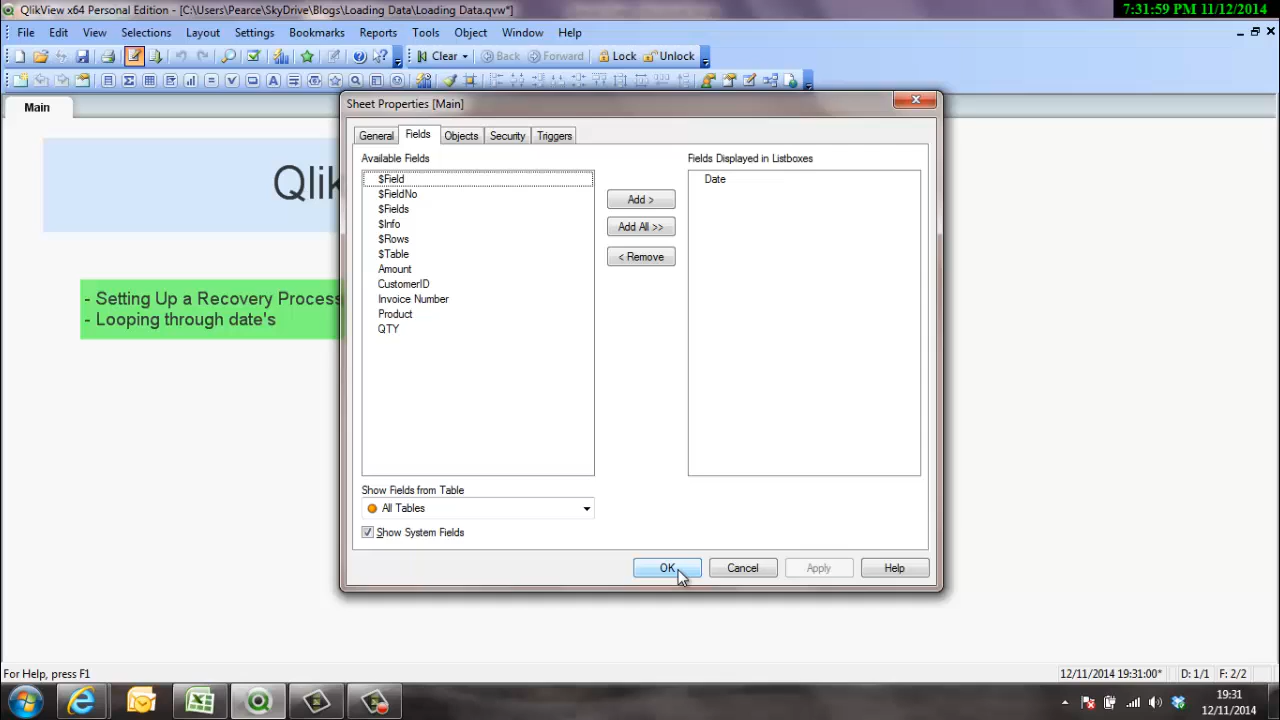 QlikView x64 Personal Edition - [C:\Users\Pearce\SkyDrive\Blogs\Loading Data\Loading Data.qvw*]
7:31:59 PM 11/12/2014
File Edit View Selections Layout Settings Bookmarks Reports Tools Object Window Help
Clear Back Forward Lock Unlock
Main
Sheet Properties [Main]
General Fields Objects Security Triggers
Available Fields
Fields Displayed in Listboxes
$Field
$FieldNo
$Fields
$Info
$Rows
$Table
Amount
CustomerID
Invoice Number
Product
QTY
Add >
Add All >>
< Remove
Date
Qlik
- Setting Up a Recovery Process
- Looping through date's
Show Fields from Table
All Tables
Show System Fields
OK Cancel Apply Help
For Help, press F1
12/11/2014 19:31:00* D: 1/1 F: 2/2
19:31
12/11/2014